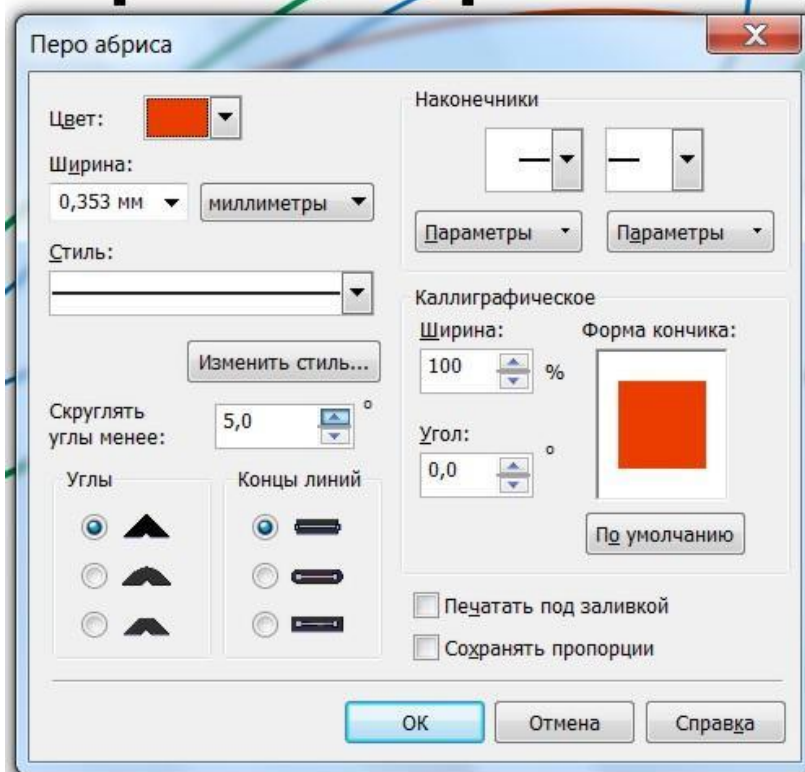 Перо абриса
X
Цвет:
Ширина:
0,353 мм
миллиметры
Стиль:
Изменить стиль...
Скруглять
углы менее:
5,0
°
Углы
Концы линий
Наконечники
Параметры
Параметры
Каллиграфическое
Ширина:
100
%
Форма кончика:
Угол:
0,0
°
По умолчанию
Печатать под заливкой
Сохранять пропорции
ОК
Отмена
Справка